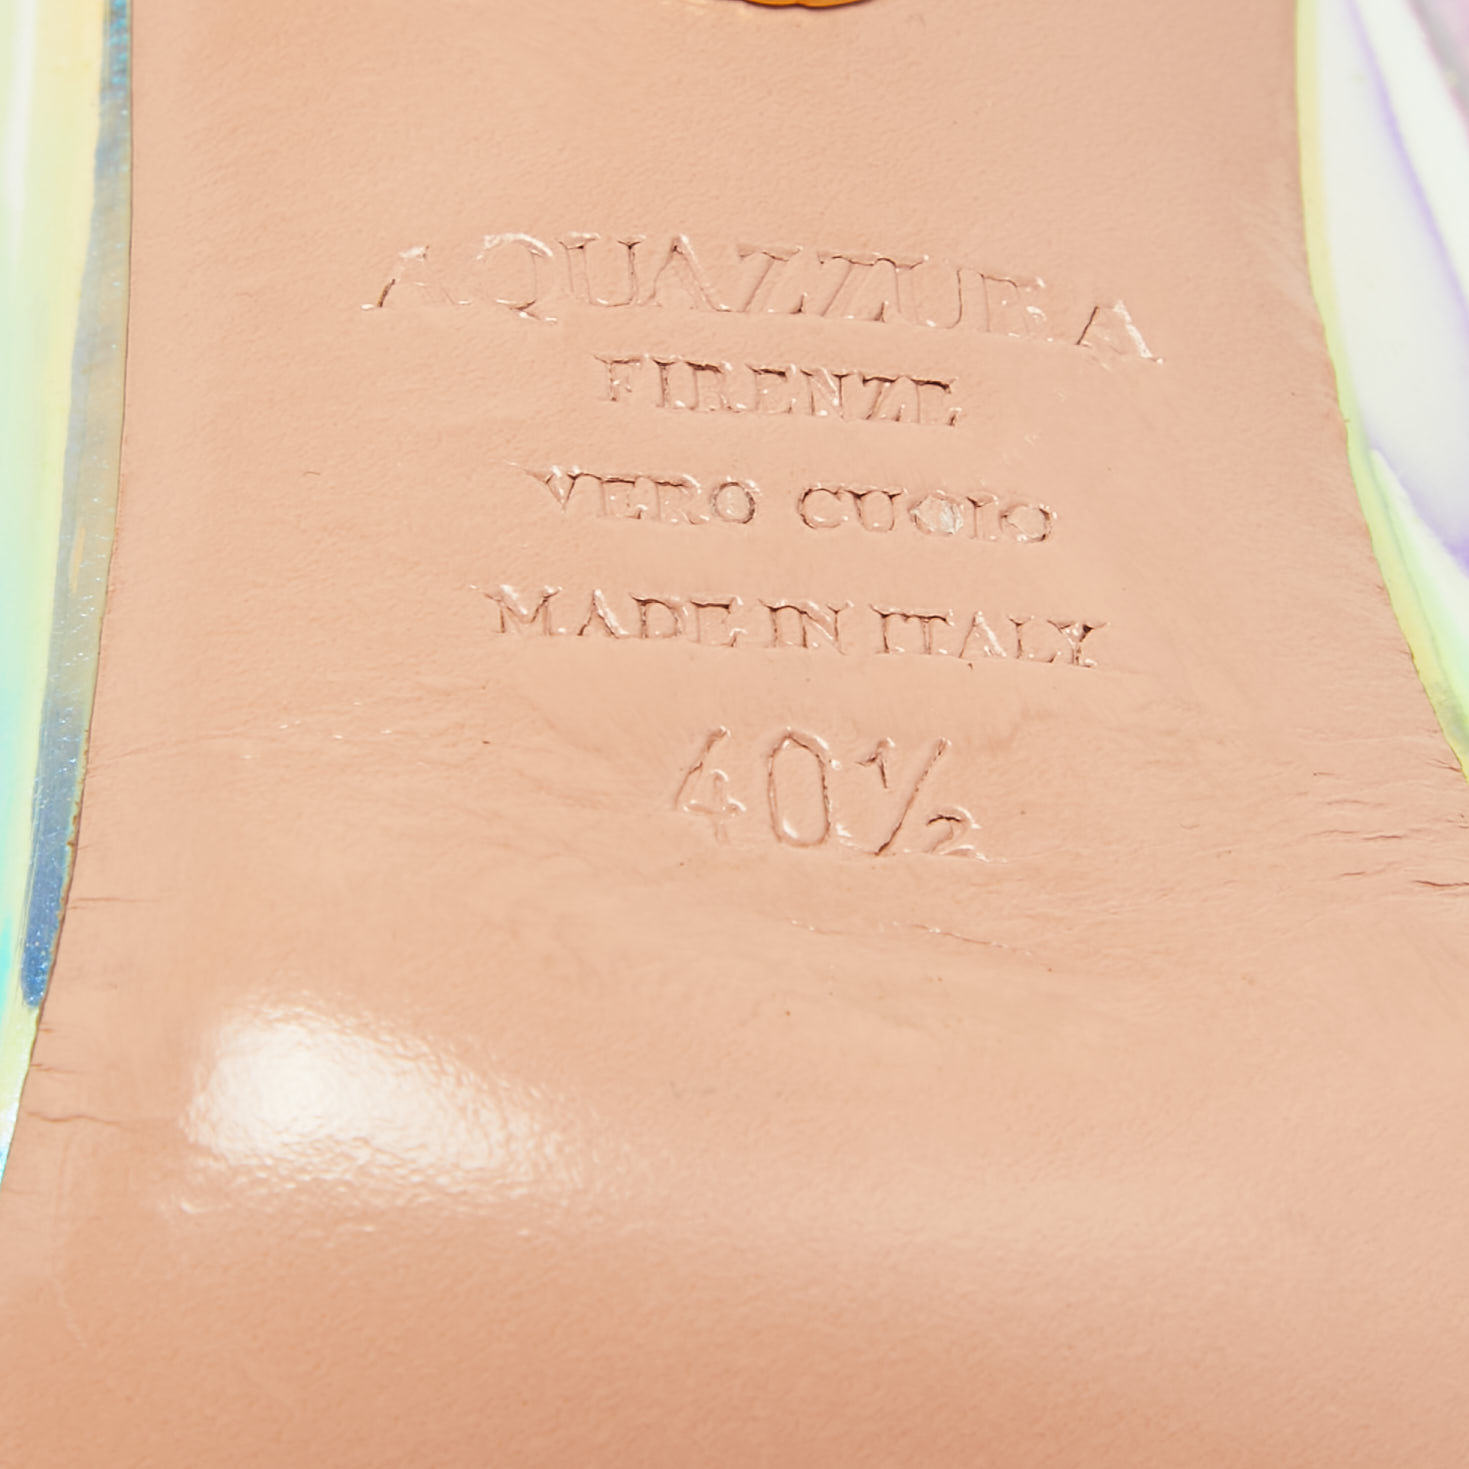 AQUAZZURA
FIRENZE
VERO CUOIO
MADE IN ITALY
40½